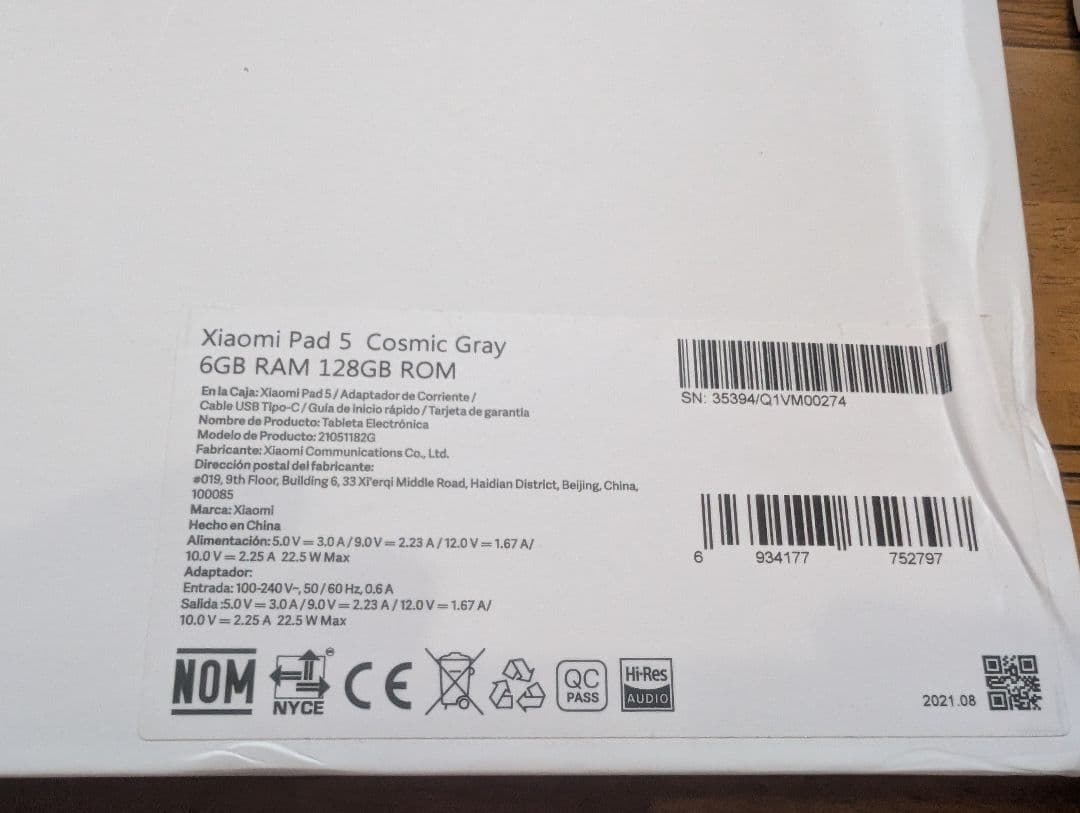 Xiaomi Pad 5 Cosmic Gray
6GB RAM 128GB ROM
En la Caja: Xiaomi Pad 5 / Adaptador de Corriente /
Cable USB Tipo-C / Guía de inicio rápido / Tarjeta de garantía
Nombre de Producto: Tableta Electrónica
Modelo de Producto: 21051182G
Fabricante: Xiaomi Communications Co., Ltd.
Dirección postal del fabricante:
#019, 9th Floor, Building 6, 33 Xi'erqi Middle Road, Haidian District, Beijing, China,
100085
Marca: Xiaomi
Hecho en China
Alimentación: 5.0 V⎓3.0 A / 9.0 V⎓2.23 A / 12.0 V⎓1.67 A/
10.0 V⎓2.25 A 22.5 W Max
Adaptador:
Entrada: 100-240 V~, 50 / 60 Hz, 0.6 A
Salida :5.0 V⎓3.0 A / 9.0 V⎓2.23 A / 12.0 V⎓1.67 A/
10.0 V⎓2.25 A 22.5 W Max
SN: 35394/Q1VM00274
6 934177 752797
NOM
NYCE
CE
QC
PASS
Hi-Res
AUDIO
2021.08